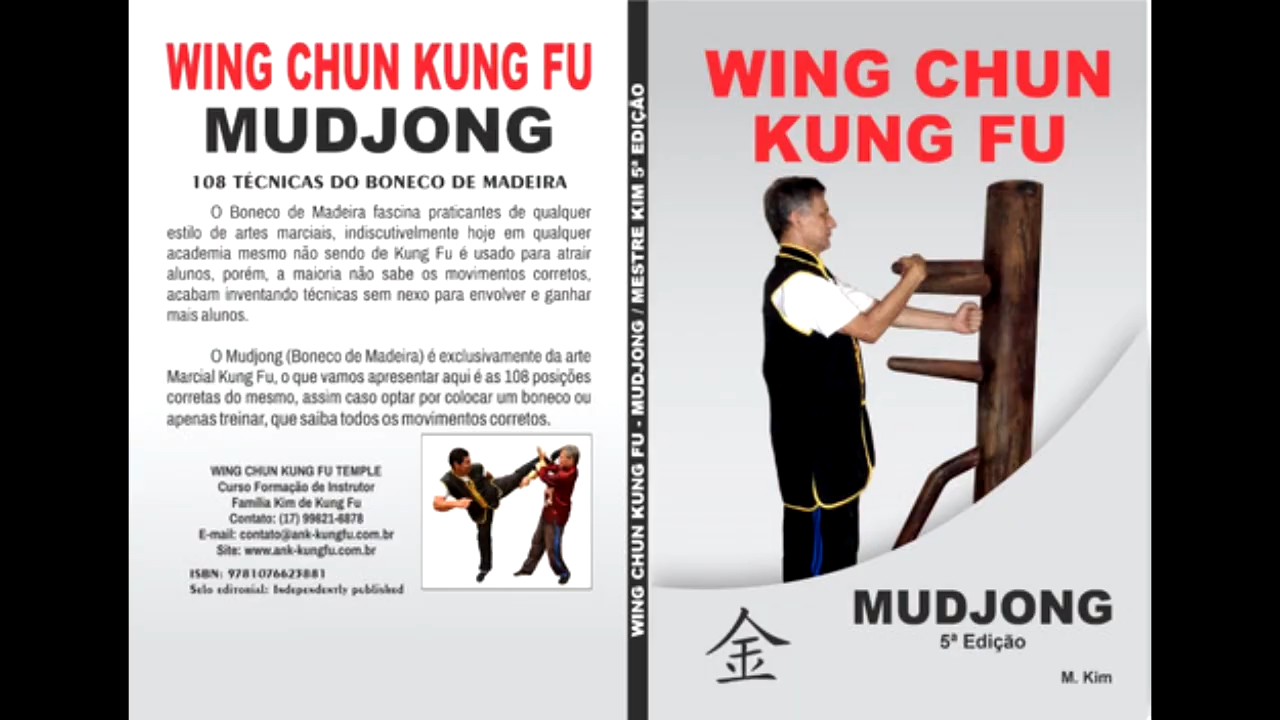 WING CHUN KUNG FU
MUDJONG
108 TÉCNICAS DO BONECO DE MADEIRA
O Boneco de Madeira fascina praticantes de qualquer
estilo de artes marciais, indiscutivelmente hoje em qualquer
academia mesmo não sendo de Kung Fu é usado para atrair
alunos, porém, a maioria não sabe os movimentos corretos,
acabam inventando técnicas sem nexo para envolver e ganhar
mais alunos.
O Mudjong (Boneco de Madeira) é exclusivamente da arte
Marcial Kung Fu, o que vamos apresentar aqui é as 108 posições
corretas do mesmo, assim caso optar por colocar um boneco ou
apenas treinar, que saiba todos os movimentos corretos.
WING CHUN KUNG FU TEMPLE
Curso Formação de Instrutor
Família Kim de Kung Fu
Contato: (17) 99621-6878
E-mail: contato@ank-kungfu.com.br
Site: www.ank-kungfu.com.br
ISBN: 9781076623881
Selo editorial: Independently published
WING CHUN KUNG FU - MUDJONG / MESTRE KIM 5ª EDIÇÃO
WING CHUN
KUNG FU
金
MUDJONG
5ª Edição
M. Kim